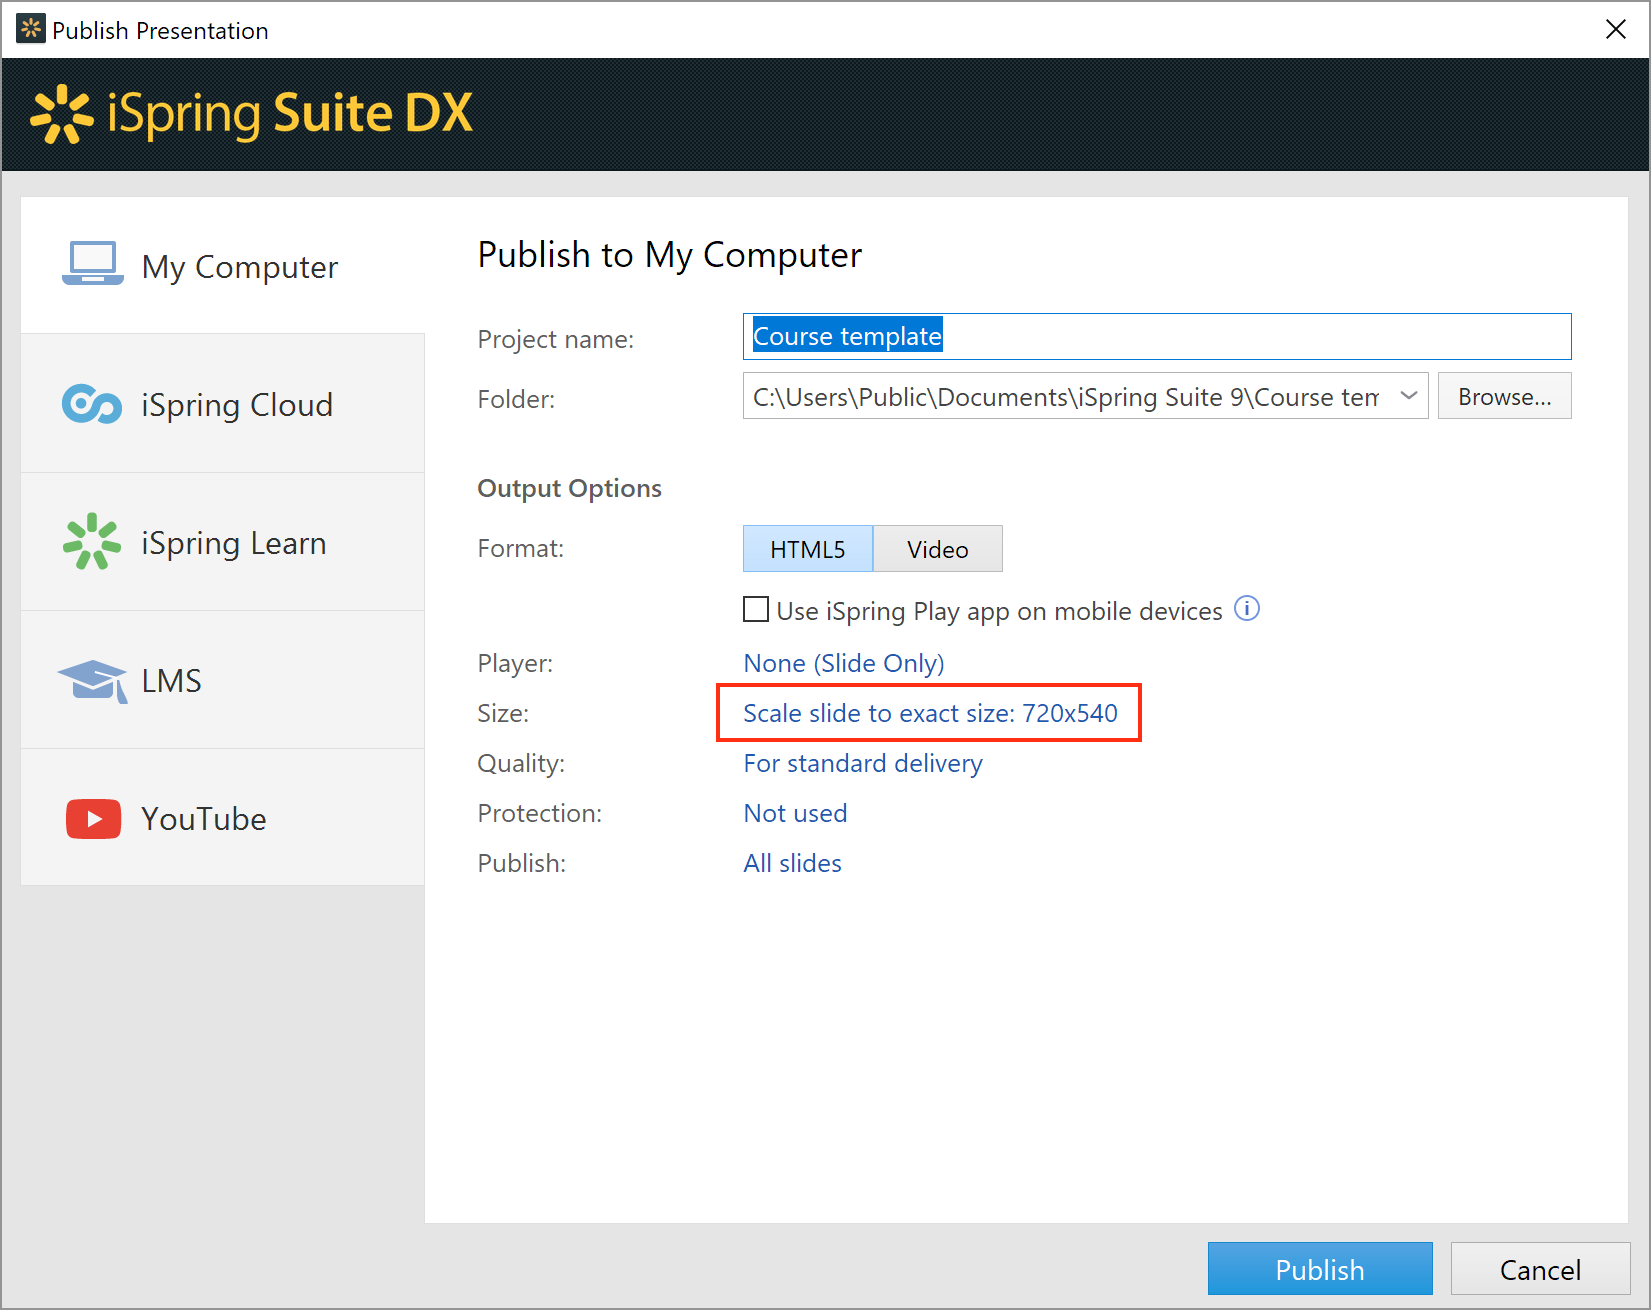 Publish Presentation
iSpring Suite DX
My Computer
iSpring Cloud
iSpring Learn
LMS
YouTube
Publish to My Computer
Project name: Course template
Folder: C:\Users\Public\Documents\iSpring Suite 9\Course tem Browse...
Output Options
Format: HTML5 Video
Use iSpring Play app on mobile devices
Player: None (Slide Only)
Size: Scale slide to exact size: 720x540
Quality: For standard delivery
Protection: Not used
Publish: All slides
Publish Cancel